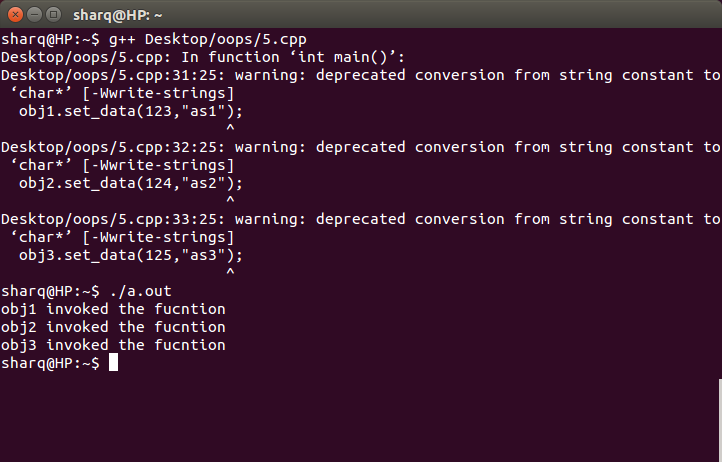 sharq@HP: ~
sharq@HP:~$ g++ Desktop/oops/5.cpp
Desktop/oops/5.cpp: In function ‘int main()’:
Desktop/oops/5.cpp:31:25: warning: deprecated conversion from string constant to
 ‘char*’ [-Wwrite-strings]
  obj1.set_data(123,"as1");
                         ^
Desktop/oops/5.cpp:32:25: warning: deprecated conversion from string constant to
 ‘char*’ [-Wwrite-strings]
  obj2.set_data(124,"as2");
                         ^
Desktop/oops/5.cpp:33:25: warning: deprecated conversion from string constant to
 ‘char*’ [-Wwrite-strings]
  obj3.set_data(125,"as3");
                         ^
sharq@HP:~$ ./a.out
obj1 invoked the fucntion
obj2 invoked the fucntion
obj3 invoked the fucntion
sharq@HP:~$